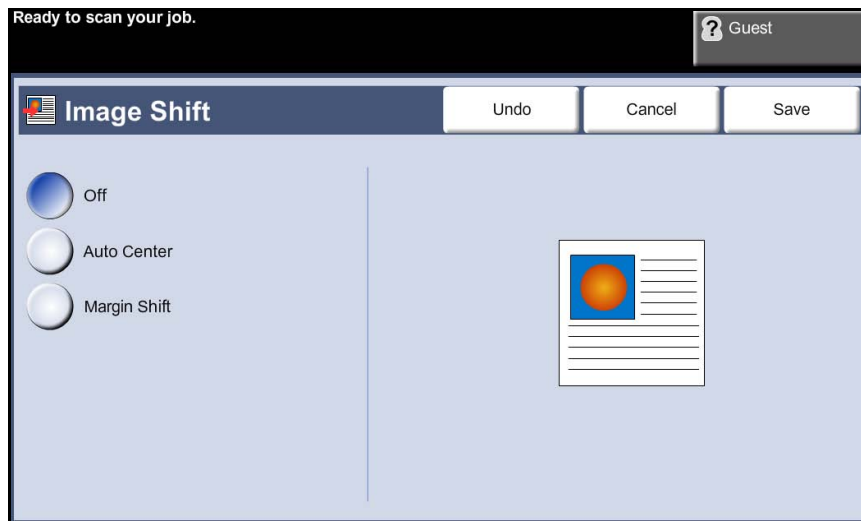 Ready to scan your job.
Guest
Image Shift
Undo
Cancel
Save
Off
Auto Center
Margin Shift